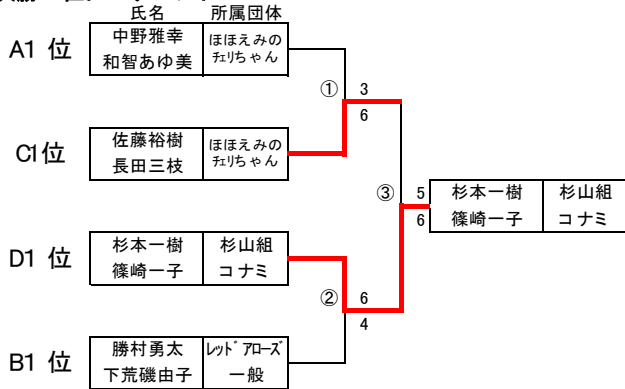 氏名 所属団体
A1 位 中野雅幸 和智あゆ美 ほほえみの ﾁｪﾘちゃん
① 3
6
C1位 佐藤裕樹 長田三枝 ほほえみの ﾁｪﾘちゃん
③ 5 杉本一樹 杉山組
6 篠崎一子 コナミ
D1 位 杉本一樹 篠崎一子 杉山組 コナミ
② 6
4
B1 位 勝村勇太 下荒磯由子 ﾚｯﾄﾞｱﾛｰｽﾞ 一般